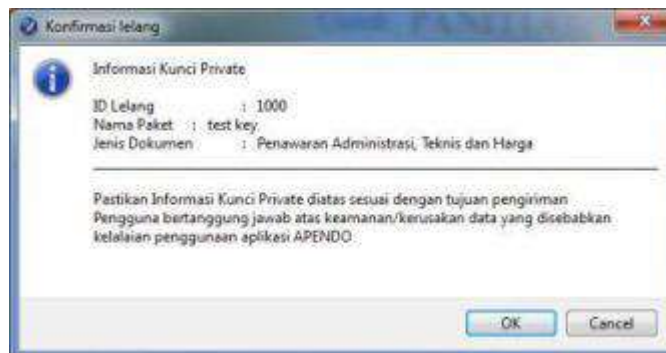 Konfirmasi lelang
Informasi Kunci Private
ID Lelang : 1000
Nama Paket : test key
Jenis Dokumen : Penawaran Administrasi, Teknis dan Harga
Pastikan Informasi Kunci Private diatas sesuai dengan tujuan pengiriman
Pengguna bertanggung jawab atas keamanan/kerusakan data yang disebabkan
kelalaian penggunaan aplikasi APENDO
OK Cancel